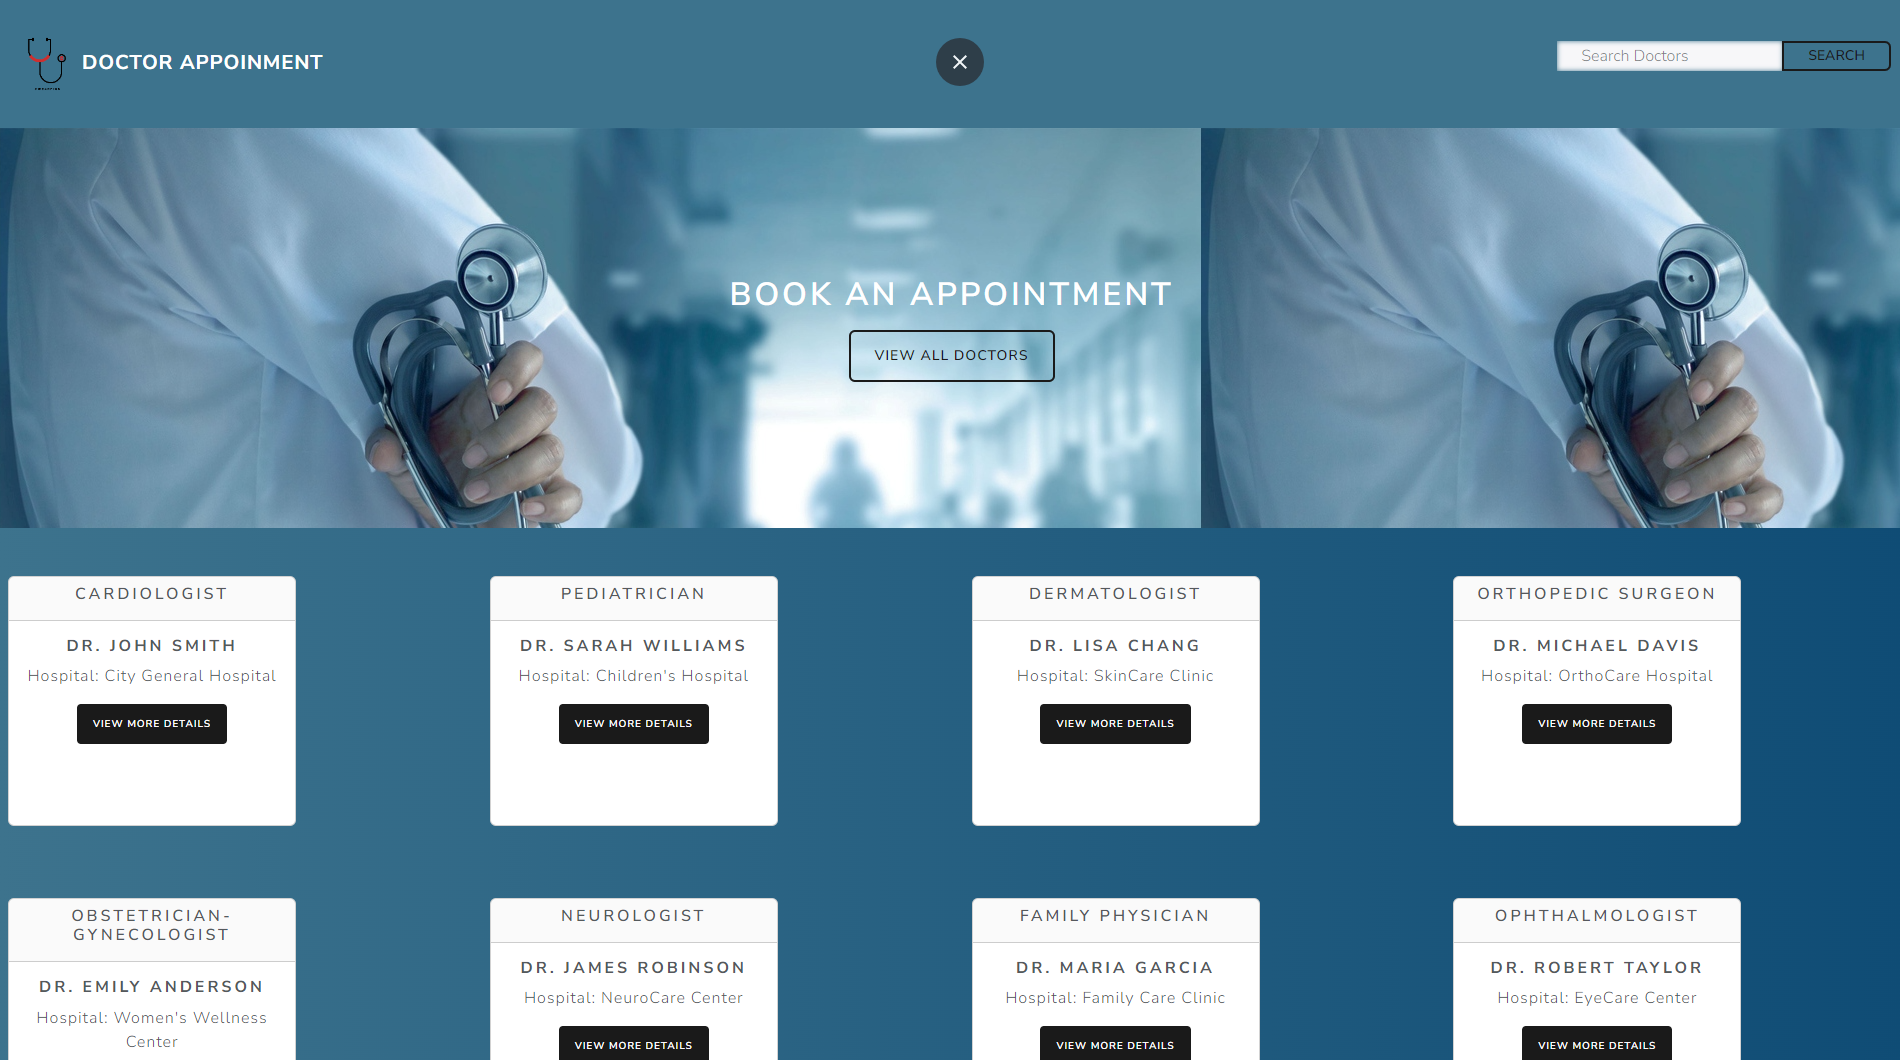 DOCTOR APPOINMENT
Search Doctors
SEARCH
BOOK AN APPOINTMENT
VIEW ALL DOCTORS
CARDIOLOGIST
DR. JOHN SMITH
Hospital: City General Hospital
VIEW MORE DETAILS
PEDIATRICIAN
DR. SARAH WILLIAMS
Hospital: Children's Hospital
VIEW MORE DETAILS
DERMATOLOGIST
DR. LISA CHANG
Hospital: SkinCare Clinic
VIEW MORE DETAILS
ORTHOPEDIC SURGEON
DR. MICHAEL DAVIS
Hospital: OrthoCare Hospital
VIEW MORE DETAILS
OBSTETRICIAN-
GYNECOLOGIST
DR. EMILY ANDERSON
Hospital: Women's Wellness
Center
NEUROLOGIST
DR. JAMES ROBINSON
Hospital: NeuroCare Center
VIEW MORE DETAILS
FAMILY PHYSICIAN
DR. MARIA GARCIA
Hospital: Family Care Clinic
VIEW MORE DETAILS
OPHTHALMOLOGIST
DR. ROBERT TAYLOR
Hospital: EyeCare Center
VIEW MORE DETAILS